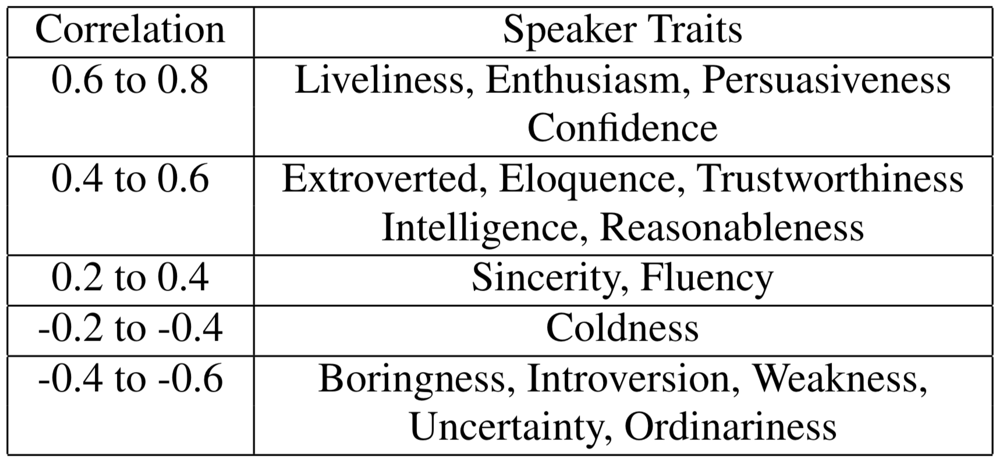 Correlation Speaker Traits
0.6 to 0.8 Liveliness, Enthusiasm, Persuasiveness
Confidence
0.4 to 0.6 Extroverted, Eloquence, Trustworthiness
Intelligence, Reasonableness
0.2 to 0.4 Sincerity, Fluency
-0.2 to -0.4 Coldness
-0.4 to -0.6 Boringness, Introversion, Weakness,
Uncertainty, Ordinariness